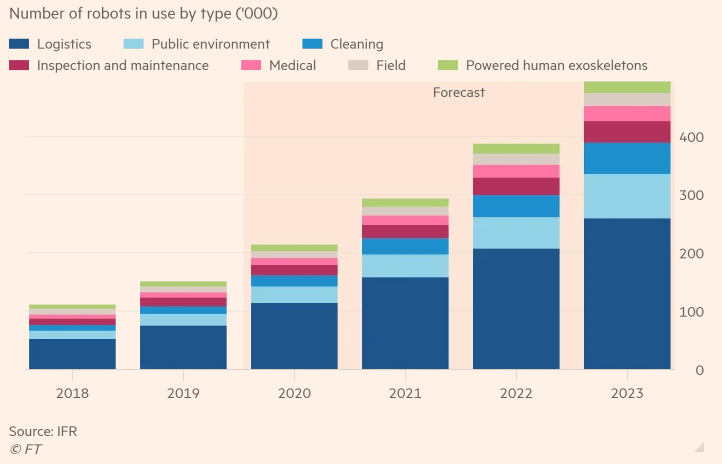 Number of robots in use by type ('000)
Logistics Public environment Cleaning
Inspection and maintenance Medical Field Powered human exoskeletons
Forecast
400
300
200
100
0
2018 2019 2020 2021 2022 2023
Source: IFR
© FT